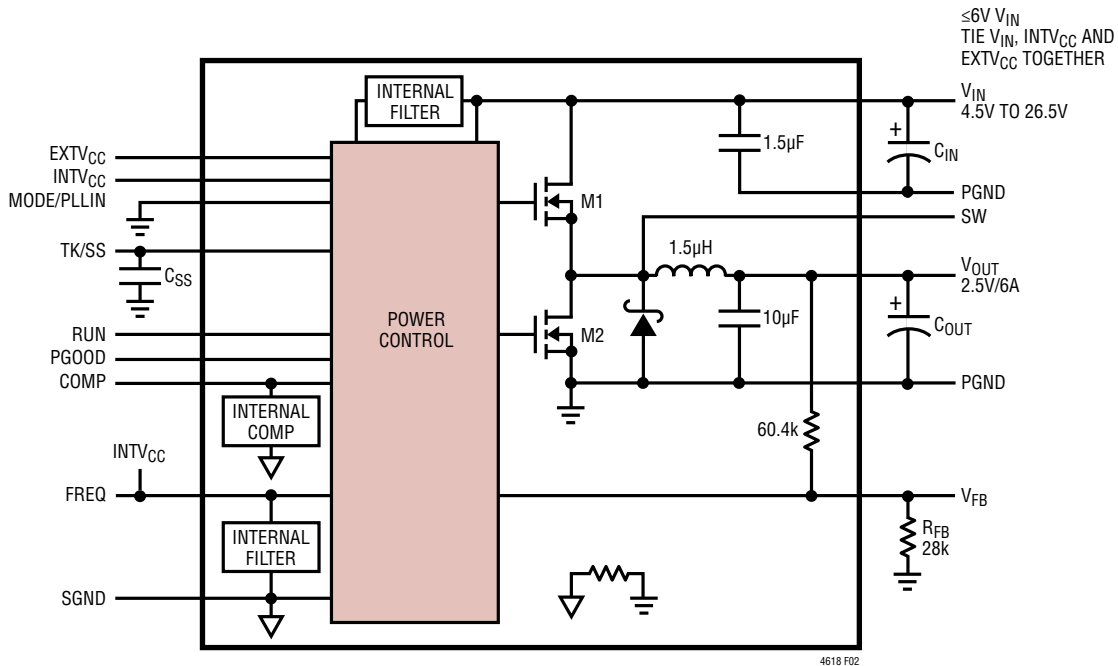 ≤6V VIN
TIE VIN, INTVCC AND
EXTVCC TOGETHER
INTERNAL
FILTER
VIN
4.5V TO 26.5V
1.5µF
+
CIN
EXTVCC
INTVCC
MODE/PLLIN
M1
PGND
SW
TK/SS
CSS
1.5µH
VOUT
2.5V/6A
POWER
CONTROL
RUN
PGOOD
COMP
M2
10µF
+
COUT
PGND
INTERNAL
COMP
60.4k
INTVCC
FREQ
VFB
INTERNAL
FILTER
RFB
28k
SGND
4618 F02